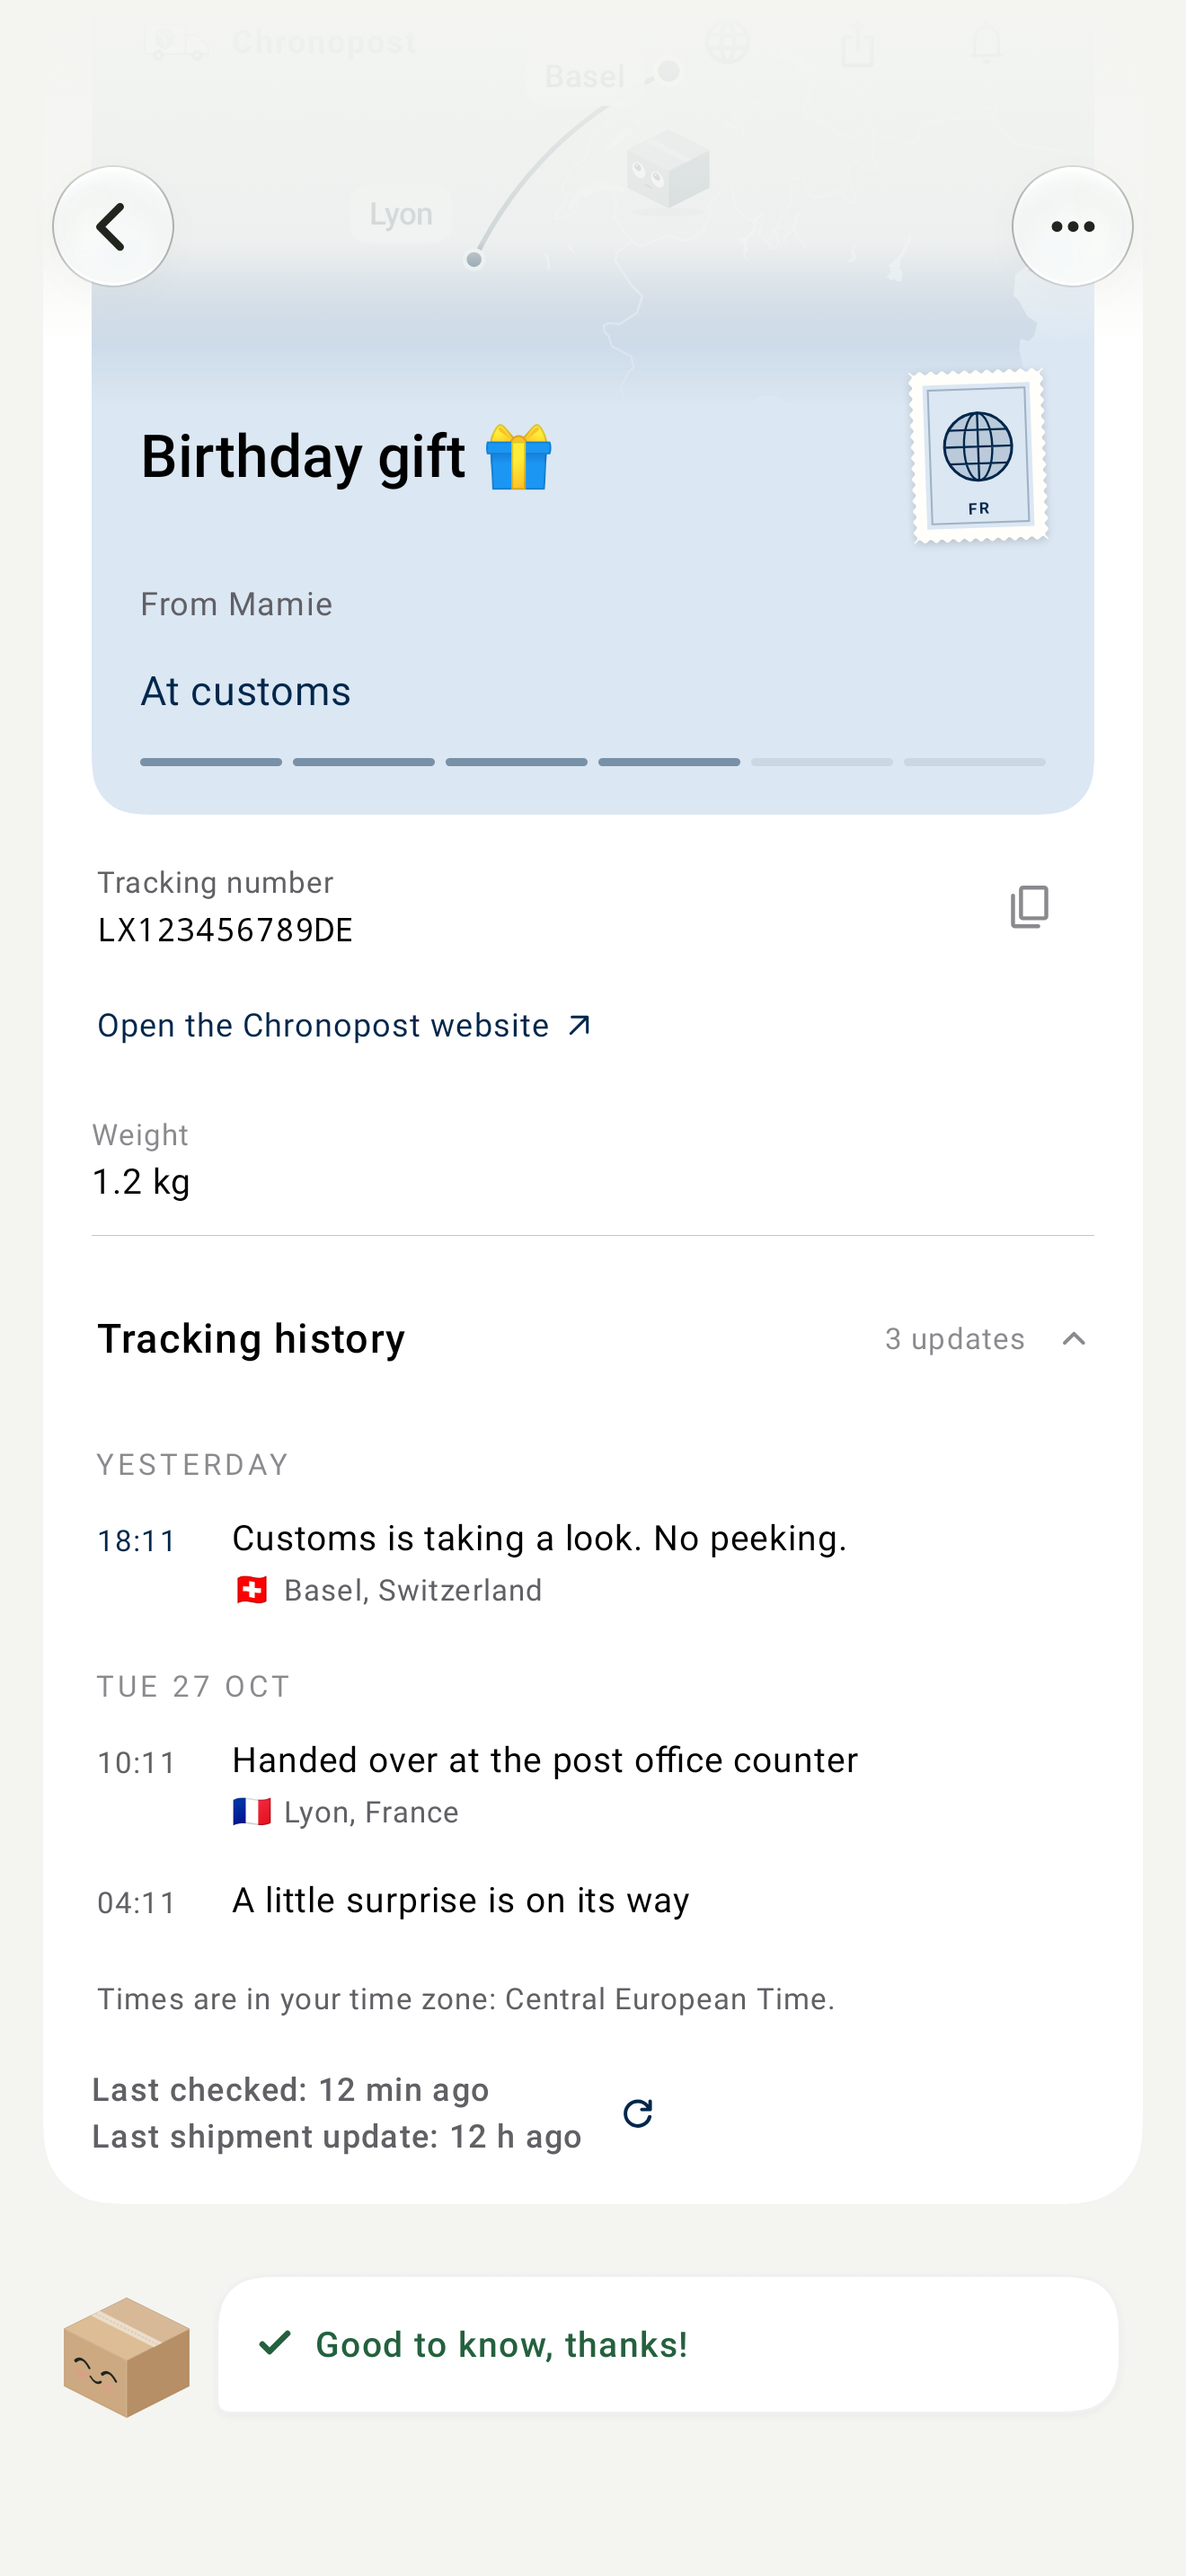 Chronopost
Basel
Lyon
Birthday gift 🎁
FR
From Mamie
At customs
Tracking number
LX123456789DE
Open the Chronopost website
Weight
1.2 kg
Tracking history
3 updates
YESTERDAY
18:11 Customs is taking a look. No peeking.
🇨🇭 Basel, Switzerland
TUE 27 OCT
10:11 Handed over at the post office counter
🇫🇷 Lyon, France
04:11 A little surprise is on its way
Times are in your time zone: Central European Time.
Last checked: 12 min ago
Last shipment update: 12 h ago
Good to know, thanks!